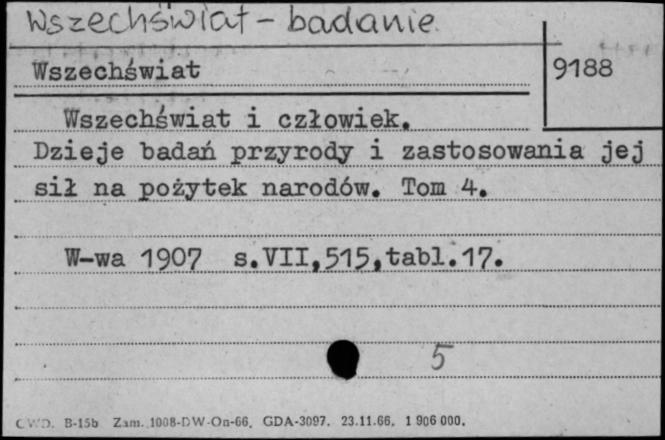 Wszechświat - badanie
Wszechświat
9188
Wszechświat i człowiek.
Dzieje badań przyrody i zastosowania jej
sił na pożytek narodów. Tom 4.
W-wa 1907 s.VII,515,tabl.17.
5
CWD. B-15b Zam. 1008-DW-On-66. GDA-3097. 23.11.66. 1 906 000.